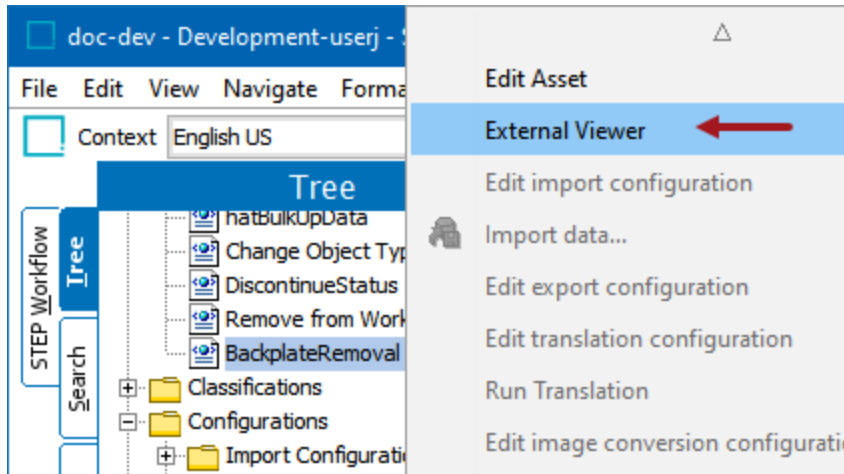 doc-dev - Development-userj -
File Edit View Navigate Forma
Context English US
Tree
STEP Workflow
Tree
Search
hatBulkUpData
Change Object Typ
DiscontinueStatus
Remove from Work
BackplateRemoval
Classifications
Configurations
Import Configurati
Edit Asset
External Viewer
Edit import configuration
Import data...
Edit export configuration
Edit translation configuration
Run Translation
Edit image conversion configurati